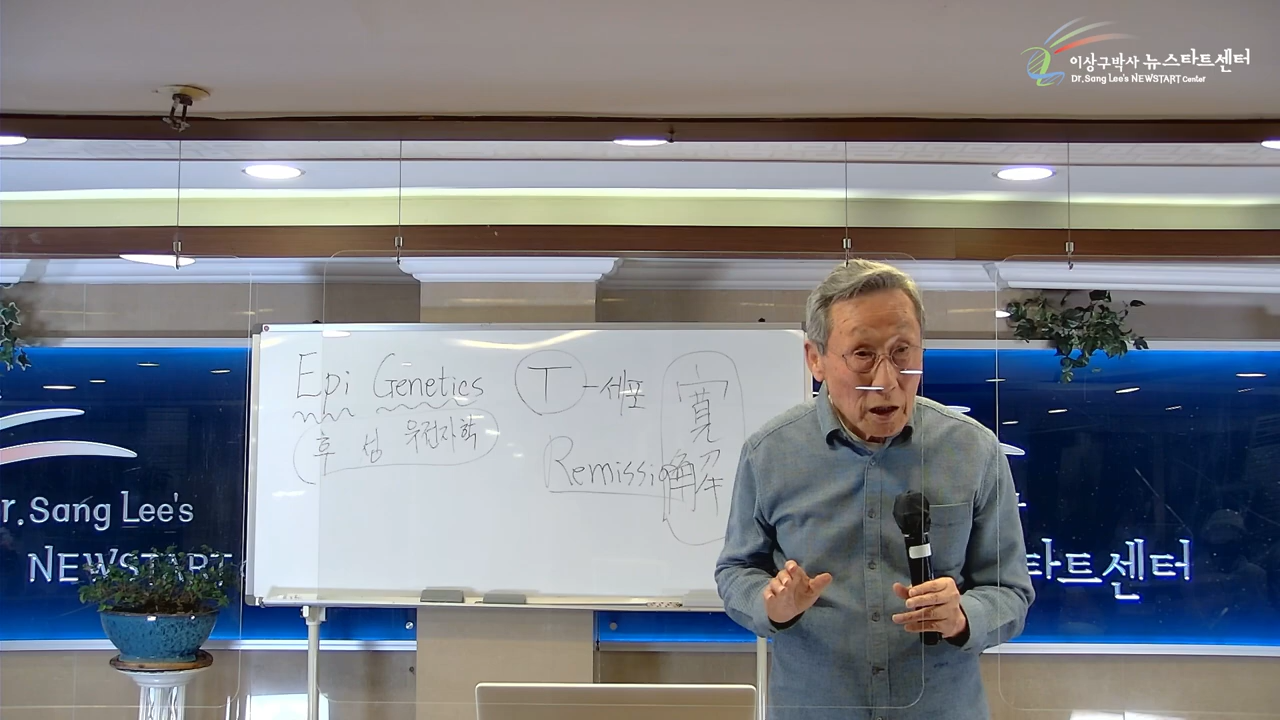 이상구박사 뉴스타트센터
Dr. Sang Lee's NEWSTART Center
Epi Genetics
후 성 유전자학
T-세포
Remissio
寛
解
r. Sang Lee's
NEWSTART
타트센터